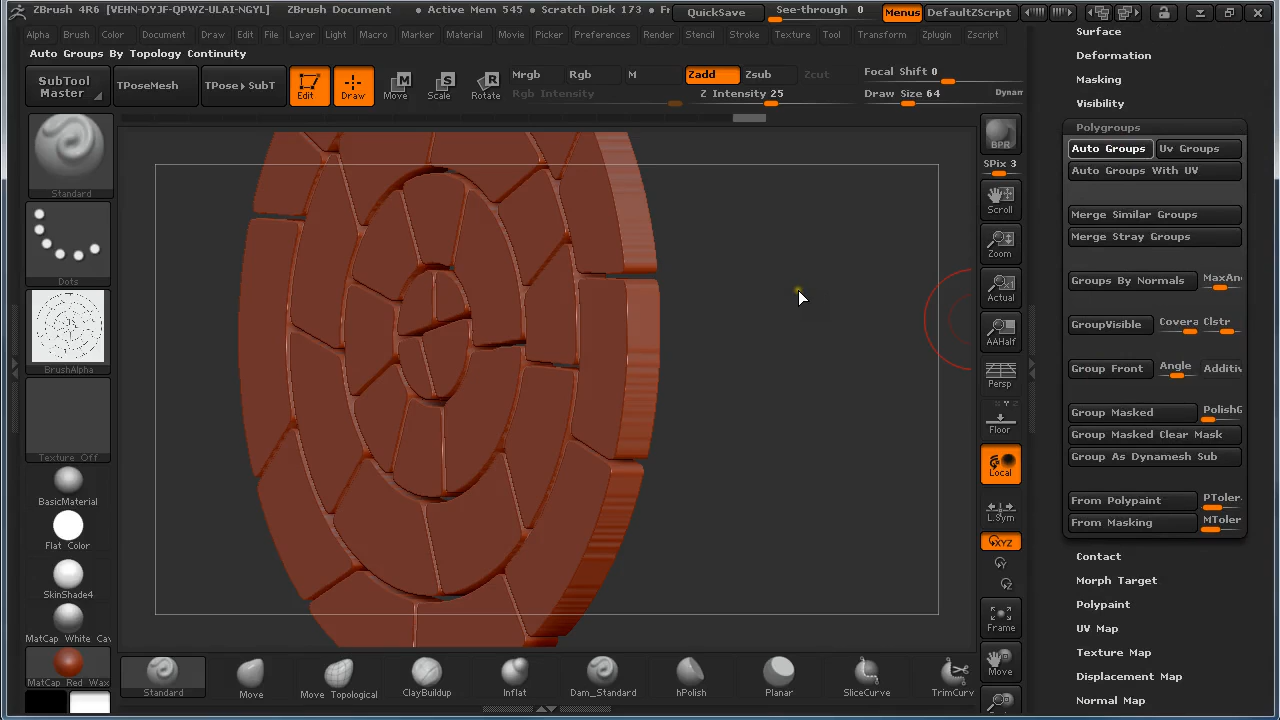 ZBrush 4R6 [VEHN-DYJF-QPWZ-ULAI-NGYL] ZBrush Document • Active Mem 545 • Scratch Disk 173 • QuickSave See-through 0 Menus DefaultZScript
Alpha Brush Color Document Draw Edit File Layer Light Macro Marker Material Movie Picker Preferences Render Stencil Stroke Texture Tool Transform Zplugin Zscript
Auto Groups By Topology Continuity
SubTool
Master
TPoseMesh
TPose▸SubT
Edit
Draw
Move
Scale
Rotate
Mrgb Rgb M Zadd Zsub Zcut
Rgb Intensity Z Intensity 25
Focal Shift 0
Draw Size 64 Dynam
Standard
Dots
BrushAlpha
Texture Off
BasicMaterial
Flat Color
SkinShade4
MatCap White Cav
MatCap Red Wax
BPR
SPix 3
Scroll
Zoom
Actual
AAHalf
Persp
Floor
Local
L.Sym
XYZ
Frame
Move
Surface
Deformation
Masking
Visibility
Polygroups
Auto Groups Uv Groups
Auto Groups With UV
Merge Similar Groups
Merge Stray Groups
Groups By Normals MaxAn
GroupVisible Covera Clstr
Group Front Angle Additiv
Group Masked PolishG
Group Masked Clear Mask
Group As Dynamesh Sub
From Polypaint PToler
From Masking MToler
Contact
Morph Target
Polypaint
UV Map
Texture Map
Displacement Map
Normal Map
Standard Move Move Topological ClayBuildup Inflat Dam_Standard hPolish Planar SliceCurve TrimCurv